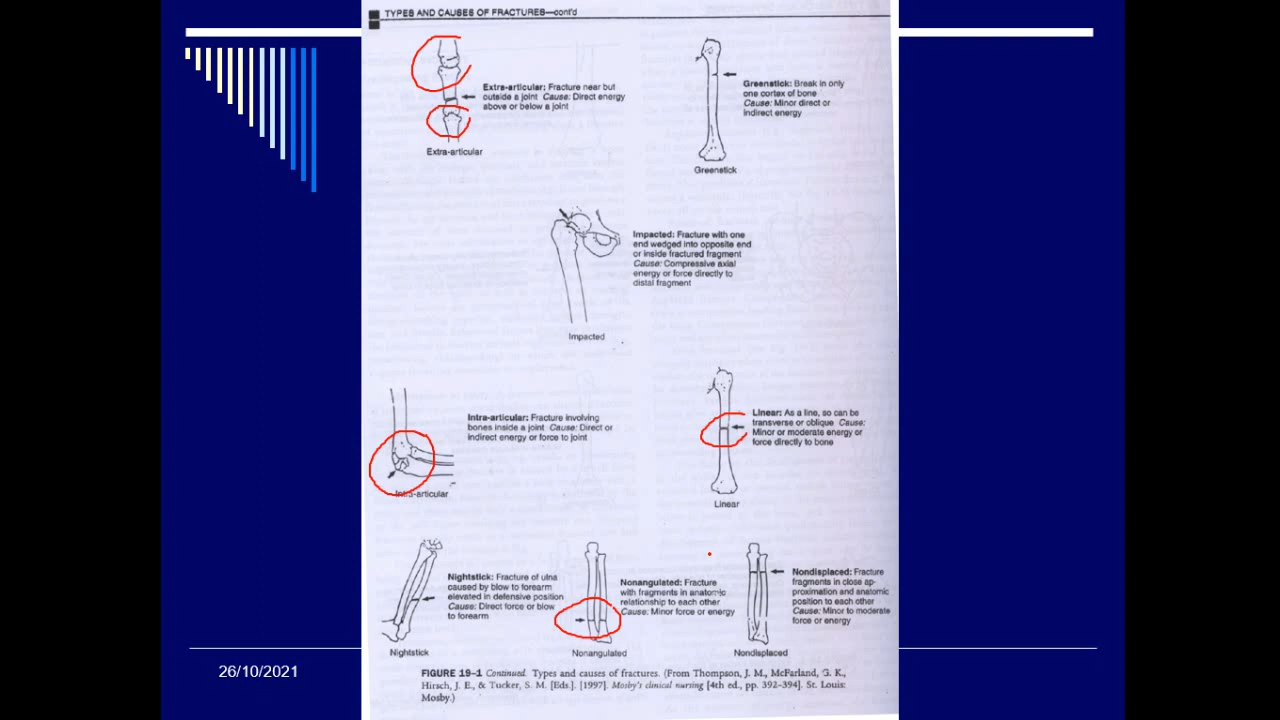 TYPES AND CAUSES OF FRACTURES—cont'd
Extra-articular: Fracture near but
outside a joint Cause: Direct energy
above or below a joint
Extra-articular
Greenstick: Break in only
one cortex of bone
Cause: Minor direct or
indirect energy
Greenstick
Impacted: Fracture with one
end wedged into opposite end
or inside fractured fragment
Cause: Compressive axial
energy or force directly to
distal fragment
Impacted
Intra-articular: Fracture involving
bones inside a joint Cause: Direct or
indirect energy or force to joint
Intra-articular
Linear: As a line, so can be
transverse or oblique Cause:
Minor or moderate energy or
force directly to bone
Linear
Nightstick: Fracture of ulna
caused by blow to forearm
elevated in defensive position
Cause: Direct force or blow
to forearm
Nightstick
Nonangulated: Fracture
with fragments in anatomic
relationship to each other
Cause: Minor force or energy
Nonangulated
Nondisplaced: Fracture
fragments in close ap-
proximation and anatomic
position to each other
Cause: Minor to moderate
force or energy
Nondisplaced
FIGURE 19–1 Continued. Types and causes of fractures. (From Thompson, J. M., McFarland, G. K.,
Hirsch, J. E., & Tucker, S. M. [Eds.]. [1997]. Mosby's clinical nursing [4th ed., pp. 392–394]. St. Louis:
Mosby.)
26/10/2021